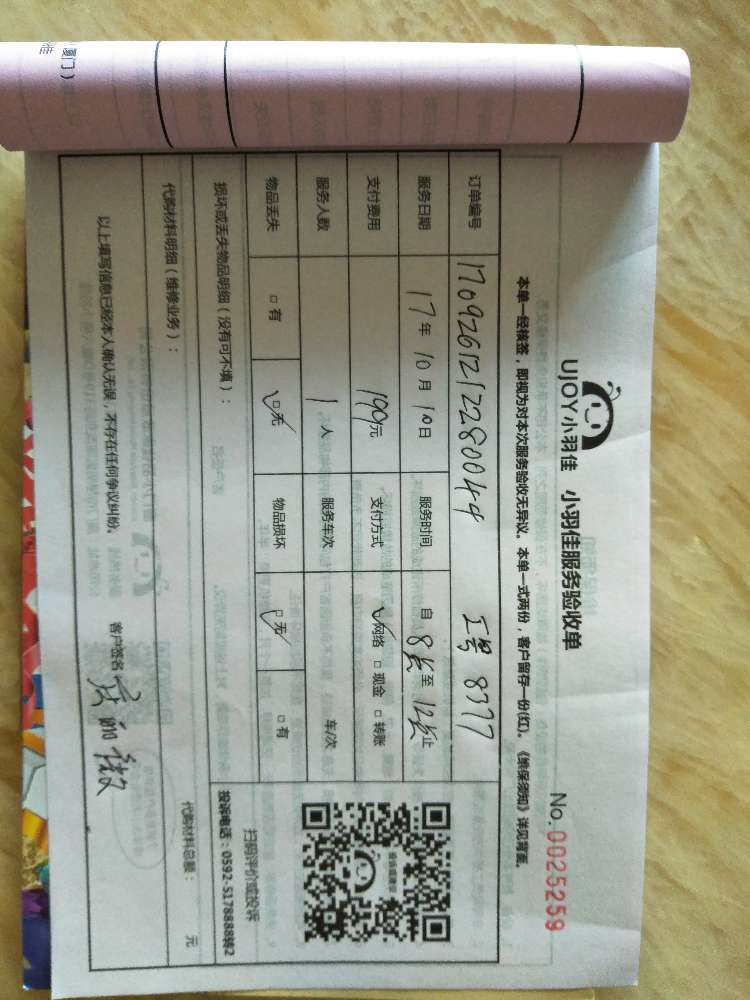 UJOY小羽佳 小羽佳服务验收单
No.0025259
本单一经核签，即视为对本次服务验收无异议。本单一式两份，客户留存一份(红)。《维保须知》详见背面。
订单编号 1709261212280044 工号 8377
服务日期 17年10月10日 服务时间 自8点至12点止
支付费用 199元 支付方式 网络 现金 转账
服务人数 1人 服务车次 车/次
物品丢失 有 无 物品损坏 无 有
损坏或丢失物品明细（没有可不填）：
扫码评价或投诉
投诉电话：0592-5178888转2
代购材料明细（维修业务）： 代购材料总额： 元
以上填写信息已经本人确认无误，不存在任何争议纠纷。 客户签名